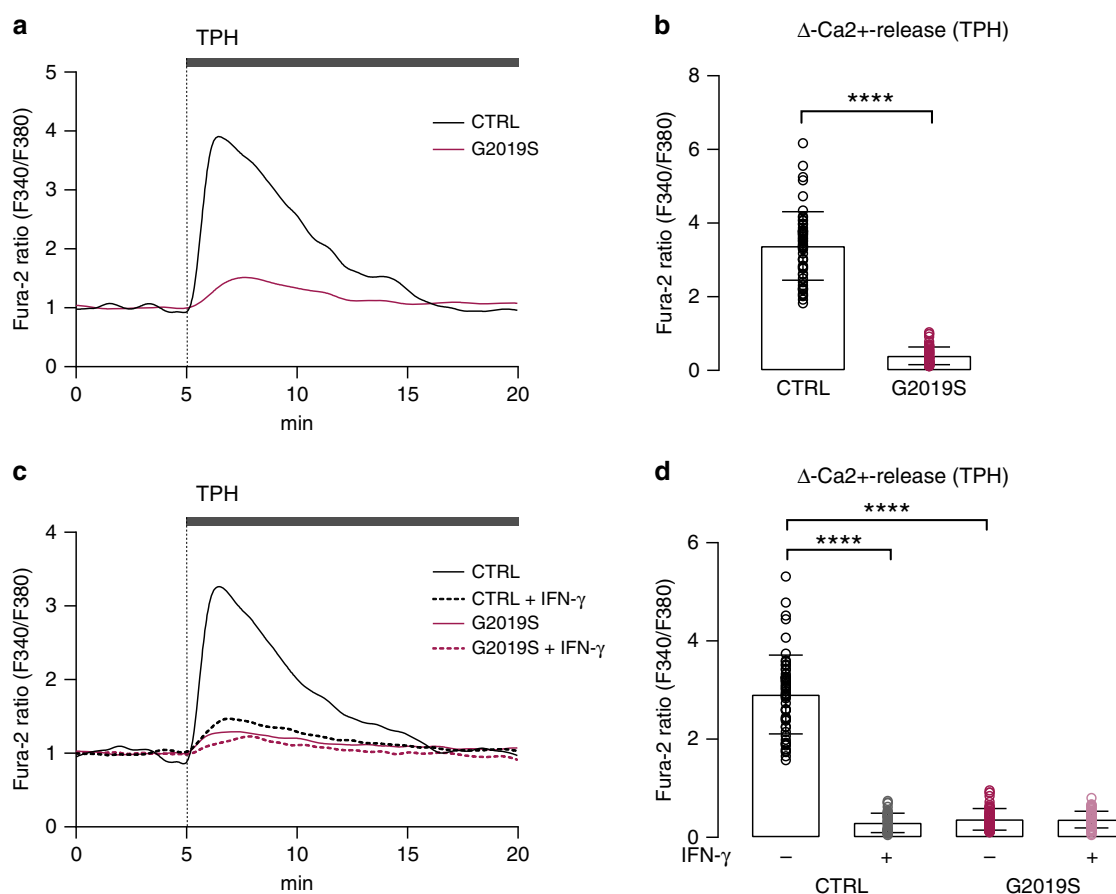 a
TPH
Fura-2 ratio (F340/F380)
5
4
3
2
1
0
CTRL
G2019S
0 5 10 15 20
min
b
Δ-Ca2+-release (TPH)
Fura-2 ratio (F340/F380)
8
6
4
2
0
****
CTRL G2019S
c
TPH
Fura-2 ratio (F340/F380)
4
3
2
1
0
CTRL
CTRL + IFN-γ
G2019S
G2019S + IFN-γ
0 5 10 15 20
min
d
Δ-Ca2+-release (TPH)
Fura-2 ratio (F340/F380)
6
4
2
0
****
****
IFN-γ – + – +
CTRL G2019S